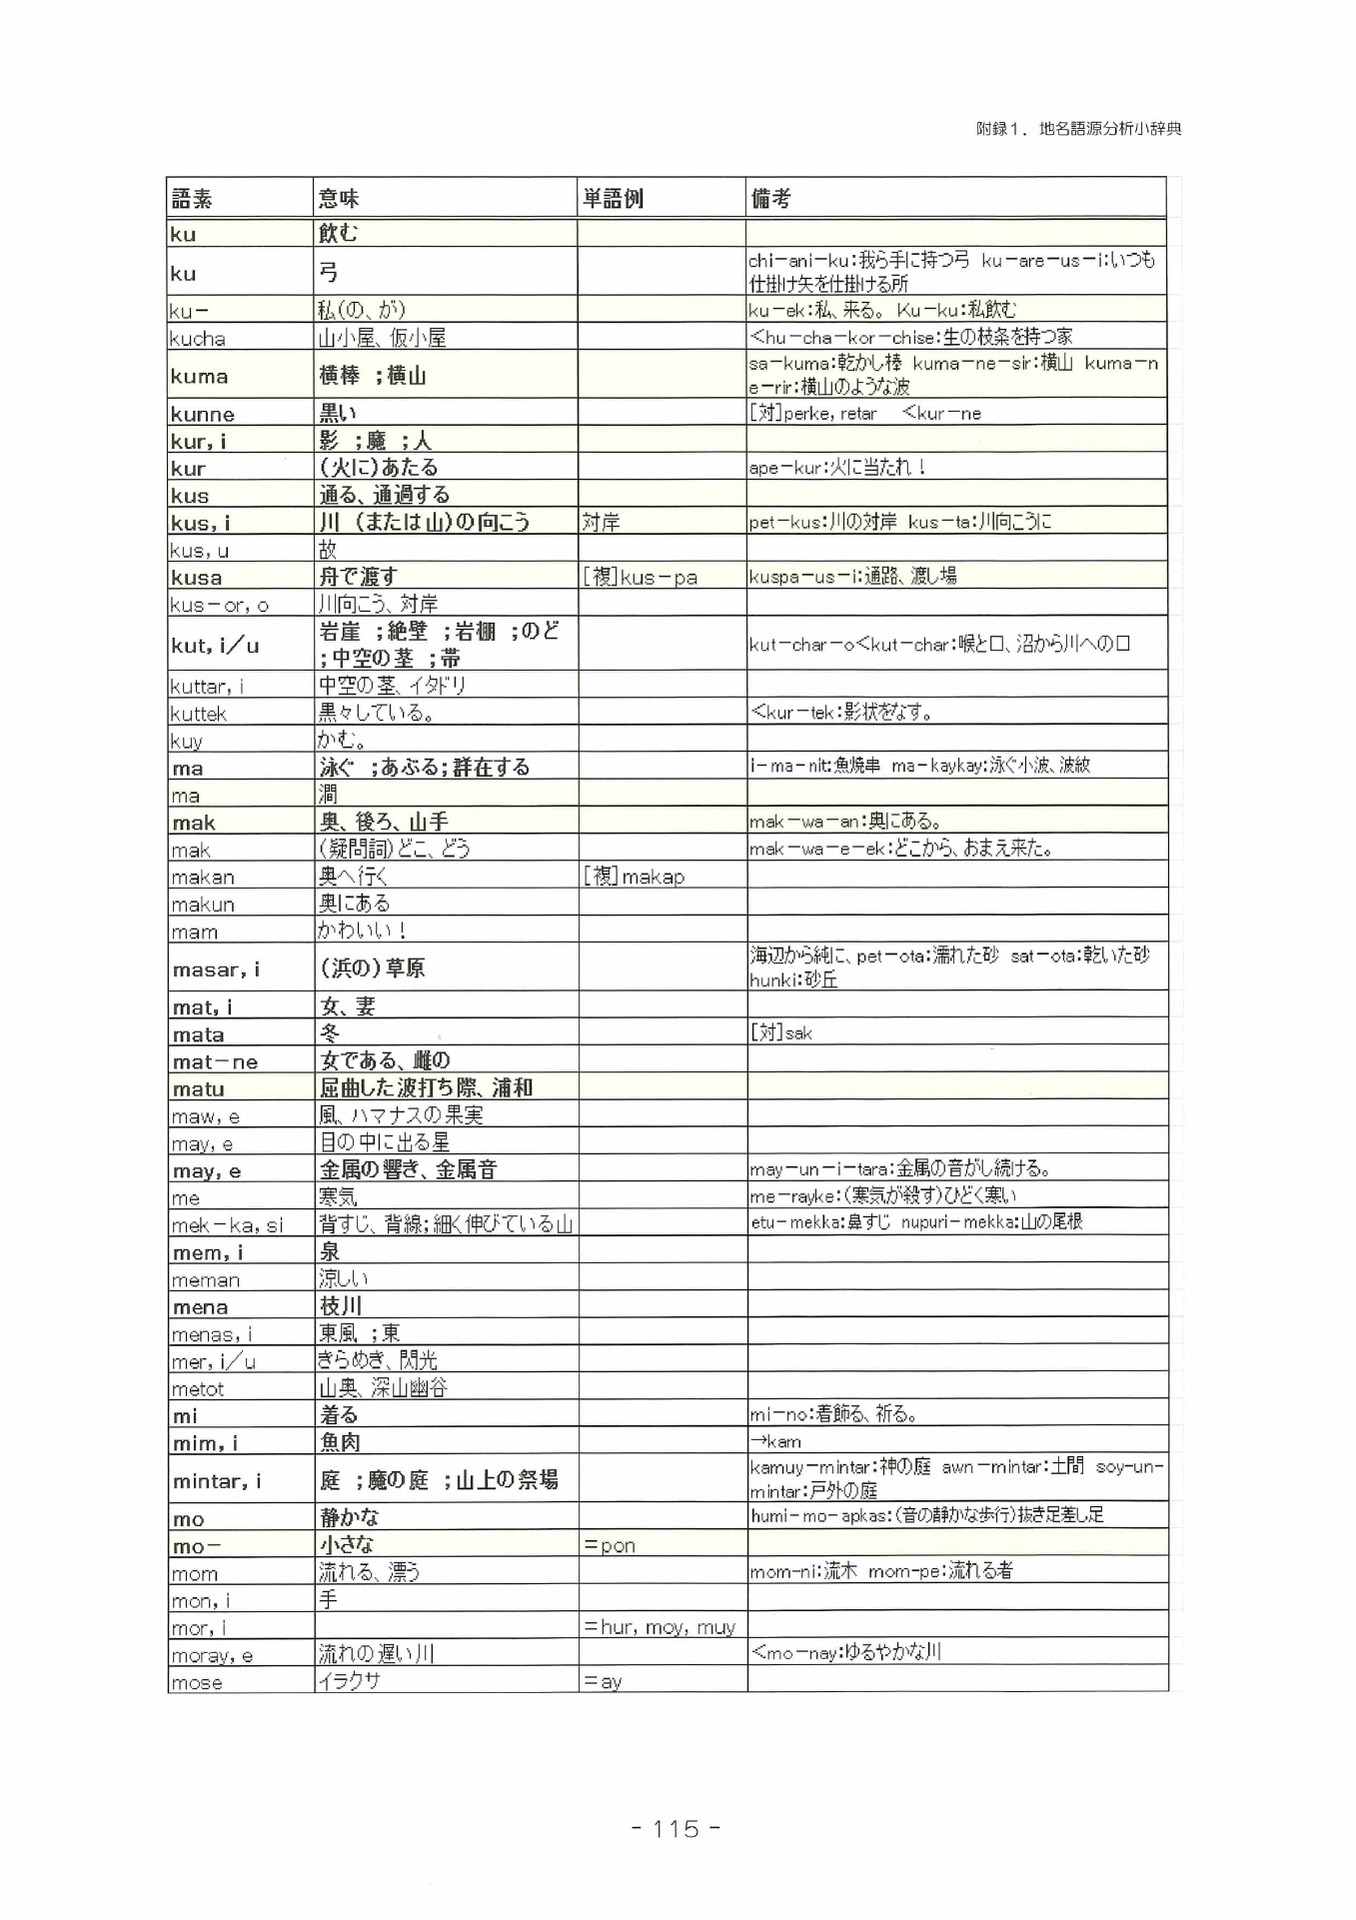 附録１．地名語源分析小辞典
語素 意味 単語例 備考
ku 飲む
ku 弓 chi－ani－ku：我ら手に持つ弓 ku－are－us－i：いつも
仕掛け矢を仕掛ける所
ku－ 私（の、が） ku－ek：私、来る。 Ku－ku：私飲む
kucha 山小屋、仮小屋 <hu－cha－kor－chise：生の枝条を持つ家
kuma 横棒 ；横山 sa－kuma：乾かし棒 kuma－ne－sir：横山 kuma－n
e－rir：横山のような波
kunne 黒い [対]perke, retar <kur－ne
kur, i 影 ；魔 ；人
kur （火に）あたる ape－kur：火に当たれ！
kus 通る、通過する
kus, i 川 （または山）の向こう 対岸 pet－kus：川の対岸 kus－ta：川向こうに
kus, u 故
kusa 舟で渡す [複]kus－pa kuspa－us－i：通路、渡し場
kus－or, o 川向こう、対岸
kut, i／u 岩崖 ；絶壁 ；岩棚 ；のど
；中空の茎 ；帯 kut－char－o<kut－char：喉と口、沼から川への口
kuttar, i 中空の茎、イタドリ
kuttek 黒々している。 <kur－tek：影状をなす。
kuy かむ。
ma 泳ぐ ；あぶる；群在する i－ma－nit：魚焼串 ma－kaykay：泳ぐ小波、波紋
ma 澗
mak 奥、後ろ、山手 mak－wa－an：奥にある。
mak （疑問詞）どこ、どう mak－wa－e－ek：どこから、おまえ来た。
makan 奥へ行く [複]makap
makun 奥にある
mam かわいい！
masar, i （浜の）草原 海辺から純に、pet－ota：濡れた砂 sat－ota：乾いた砂
hunki：砂丘
mat, i 女、妻
mata 冬 [対]sak
mat－ne 女である、雌の
matu 屈曲した波打ち際、浦和
maw, e 風、ハマナスの果実
may, e 目の中に出る星
may, e 金属の響き、金属音 may－un－i－tara：金属の音がし続ける。
me 寒気 me－rayke：（寒気が殺す）ひどく寒い
mek－ka, si 背すじ、背線；細く伸びている山 etu－mekka：鼻すじ nupuri－mekka：山の尾根
mem, i 泉
meman 涼しい
mena 枝川
menas, i 東風 ；東
mer, i／u きらめき、閃光
metot 山奥、深山幽谷
mi 着る mi－no：着飾る、祈る。
mim, i 魚肉 →kam
mintar, i 庭 ；魔の庭 ；山上の祭場 kamuy－mintar：神の庭 awn－mintar：土間 soy-un-
mintar：戸外の庭
mo 静かな humi－mo－apkas：（音の静かな歩行）抜き足差し足
mo－ 小さな ＝pon
mom 流れる、漂う mom-ni：流木 mom-pe：流れる者
mon, i 手
mor, i ＝hur, moy, muy
moray, e 流れの遅い川 <mo－nay：ゆるやかな川
mose イラクサ ＝ay
- 115 -